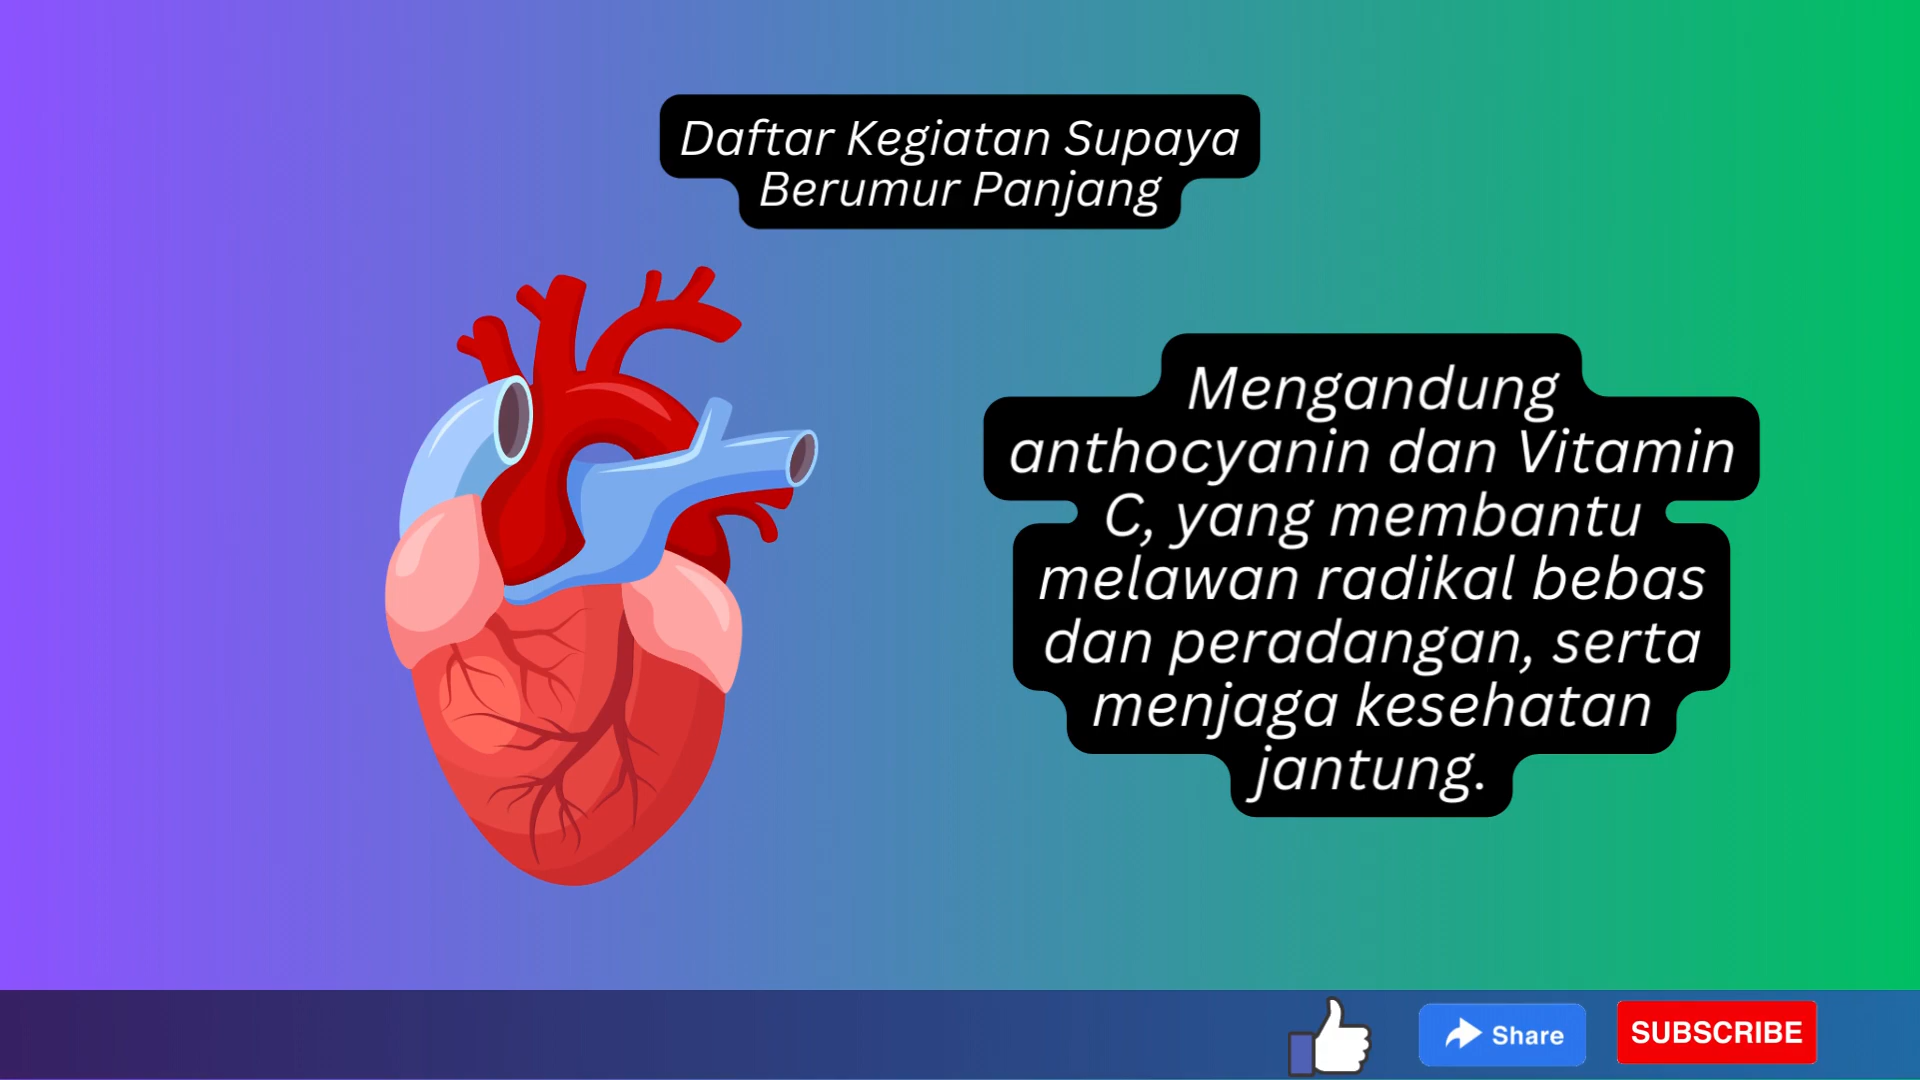 Daftar Kegiatan Supaya
Berumur Panjang
Mengandung
anthocyanin dan Vitamin
C, yang membantu
melawan radikal bebas
dan peradangan, serta
menjaga kesehatan
jantung.
Share
SUBSCRIBE